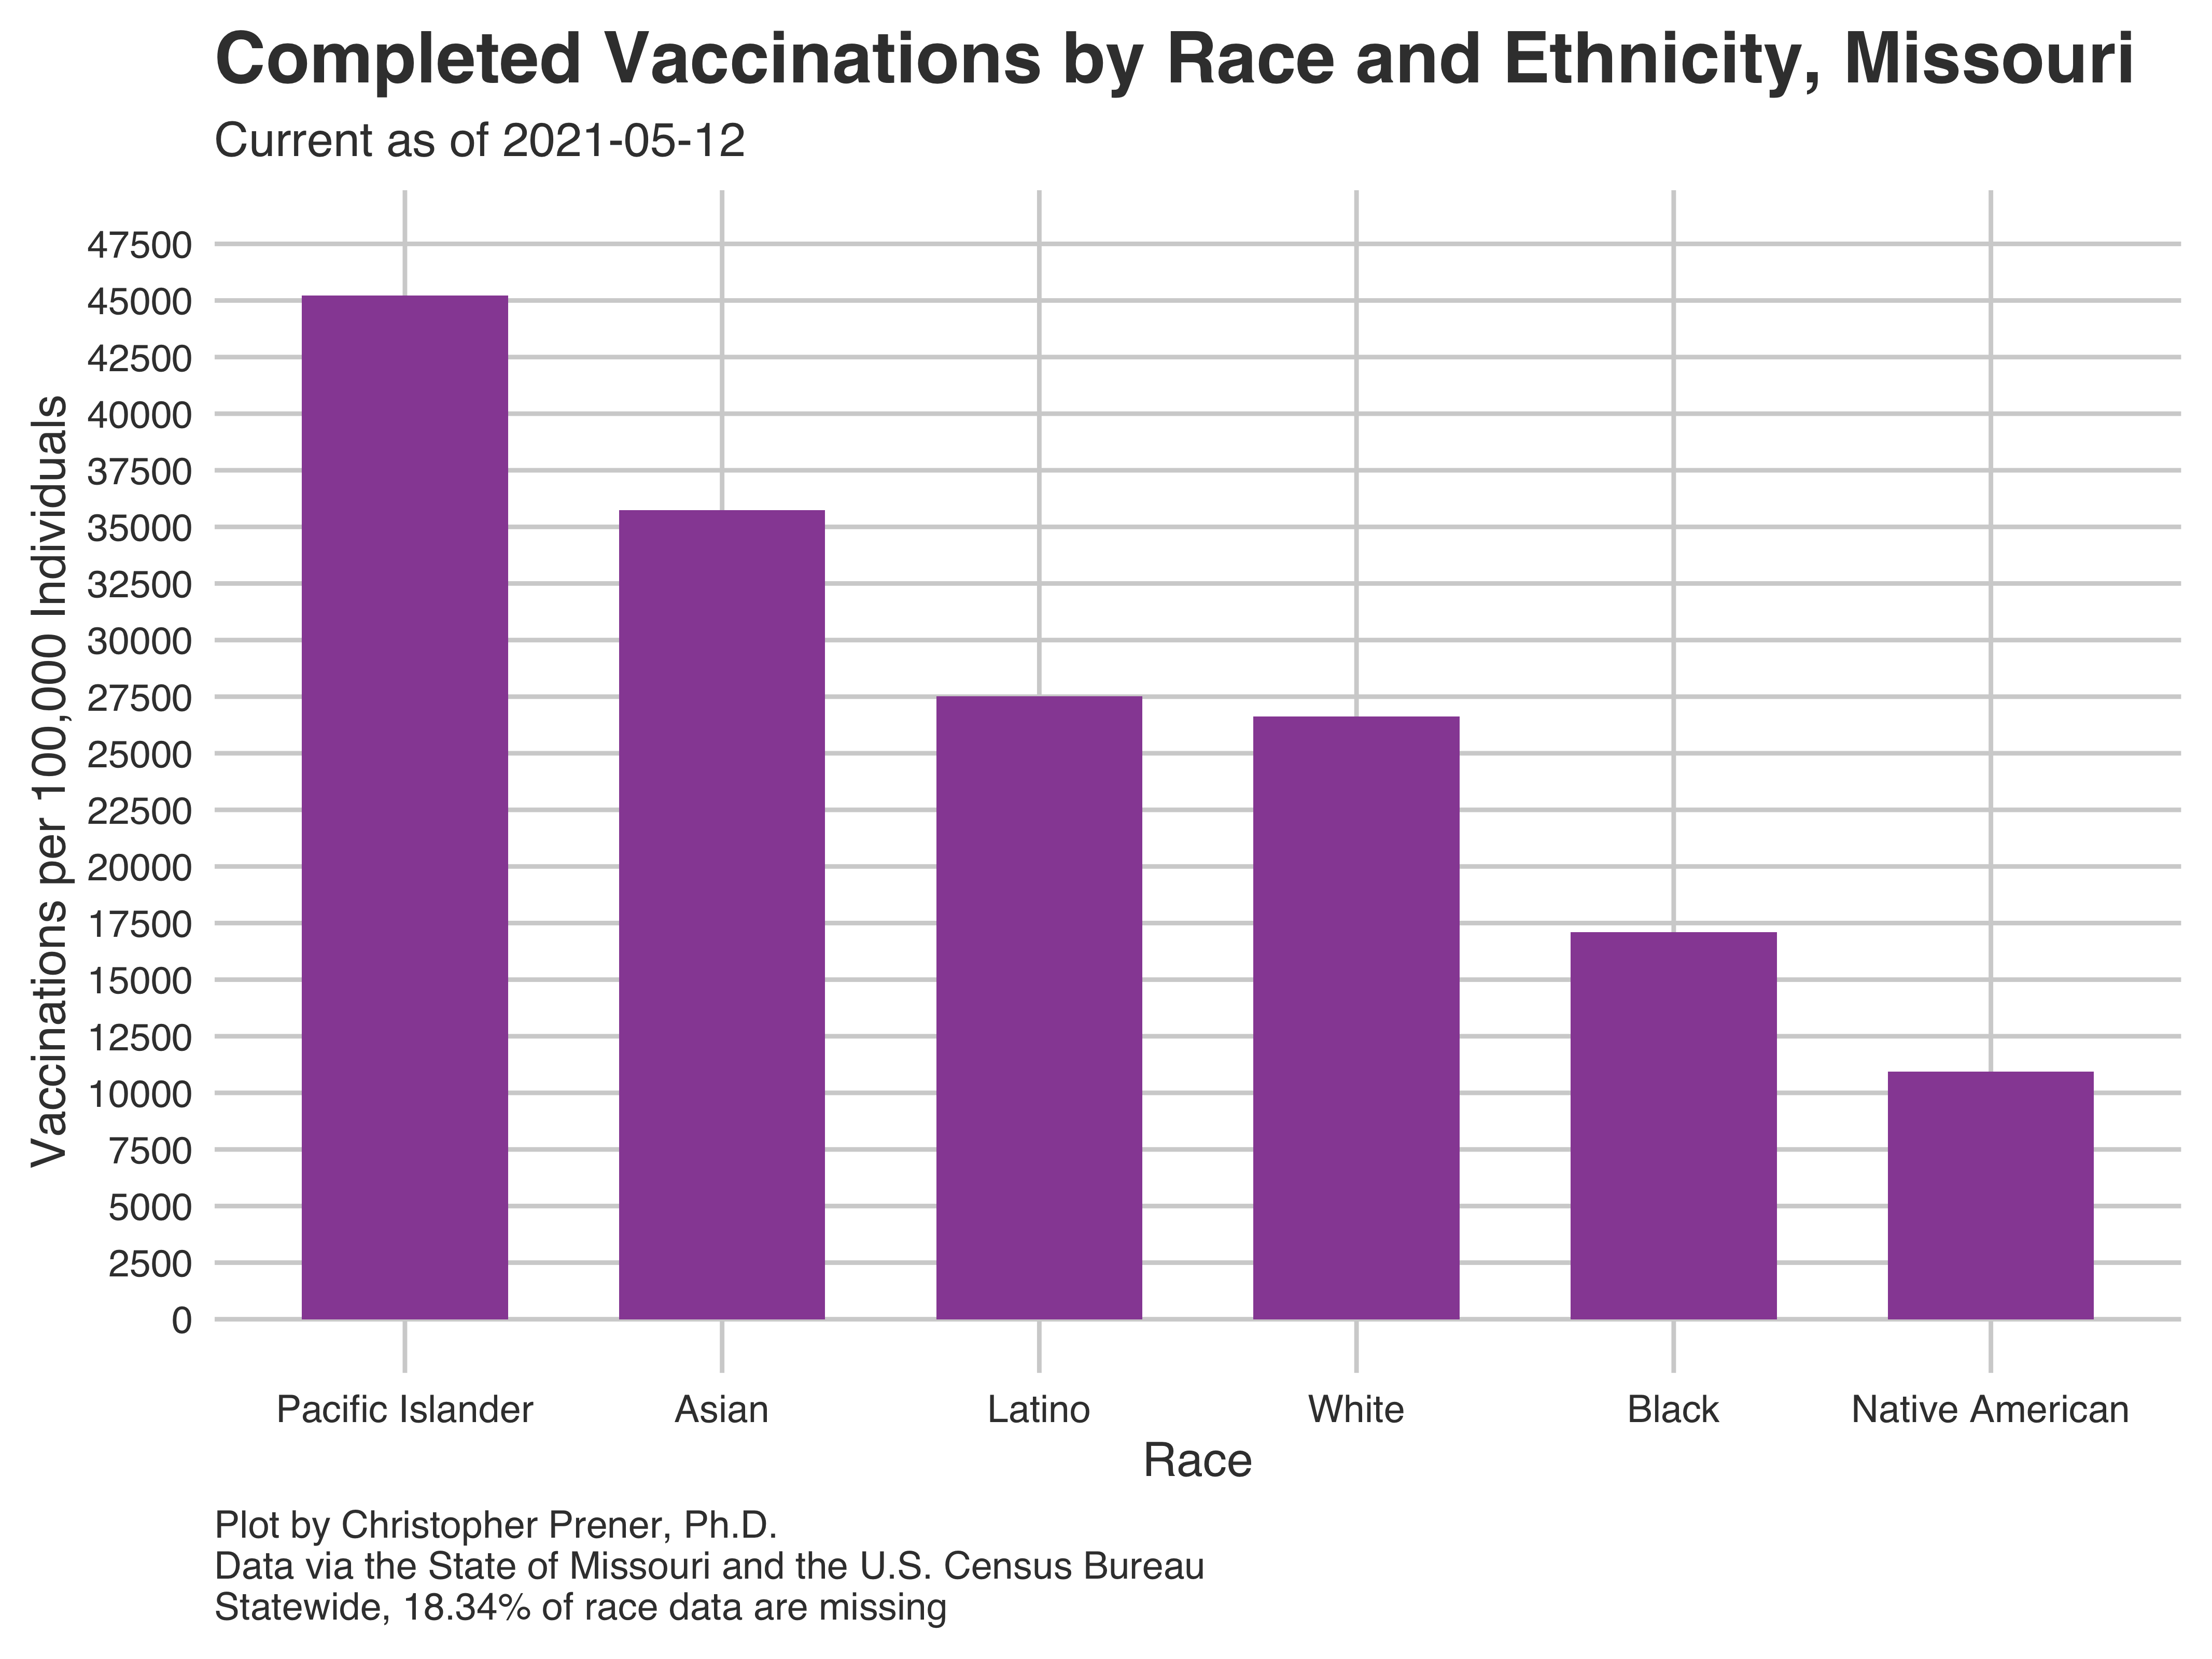 Completed Vaccinations by Race and Ethnicity, Missouri
Current as of 2021-05-12
Vaccinations per 100,000 Individuals
47500
45000
42500
40000
37500
35000
32500
30000
27500
25000
22500
20000
17500
15000
12500
10000
7500
5000
2500
0
Pacific Islander Asian Latino White Black Native American
Race
Plot by Christopher Prener, Ph.D.
Data via the State of Missouri and the U.S. Census Bureau
Statewide, 18.34% of race data are missing